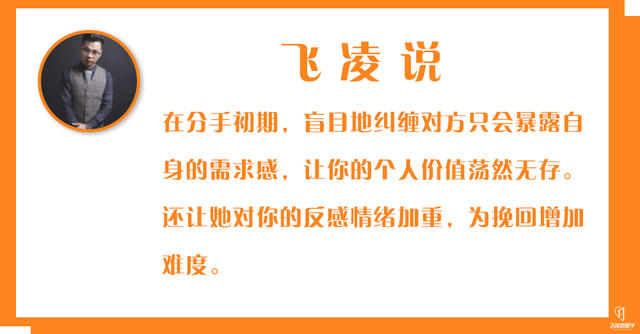 飞凌说
在分手初期，盲目地纠缠对方只会暴露自
身的需求感，让你的个人价值荡然无存。
还让她对你的反感情绪加重，为挽回增加
难度。